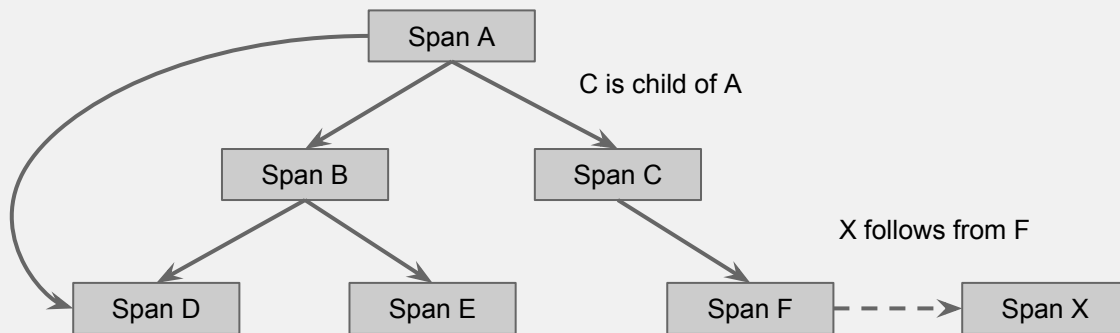 Span A
C is child of A
Span B
Span C
X follows from F
Span D
Span E
Span F
Span X